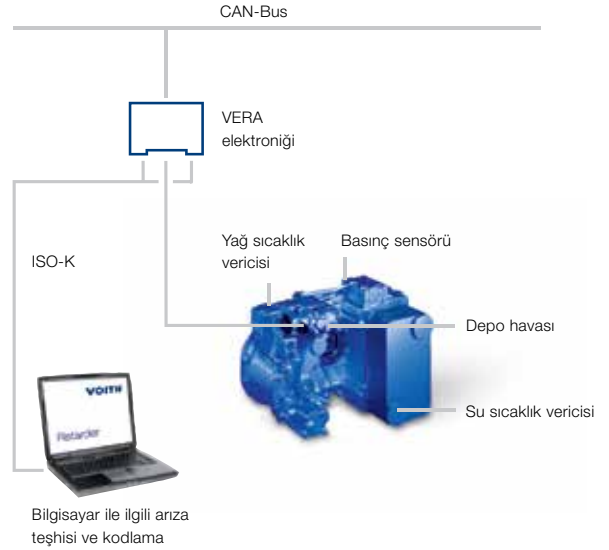 CAN-Bus
VERA
elektroniği
ISO-K
Yağ sıcaklık
vericisi
Basınç sensörü
Depo havası
Su sıcaklık vericisi
VOITH
Retarder
Bilgisayar ile ilgili arıza
teşhisi ve kodlama